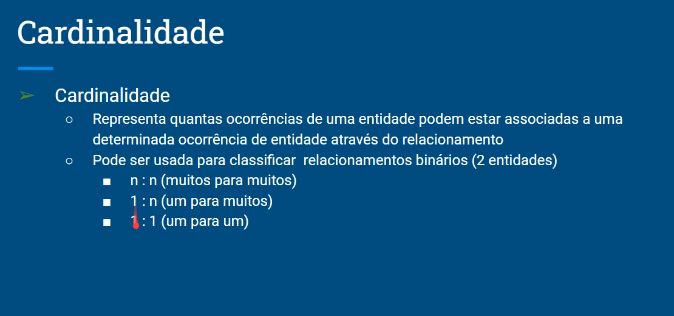 Cardinalidade
➢ Cardinalidade
○ Representa quantas ocorrências de uma entidade podem estar associadas a uma
determinada ocorrência de entidade através do relacionamento
○ Pode ser usada para classificar relacionamentos binários (2 entidades)
■ n : n (muitos para muitos)
■ 1 : n (um para muitos)
■ 1 : 1 (um para um)